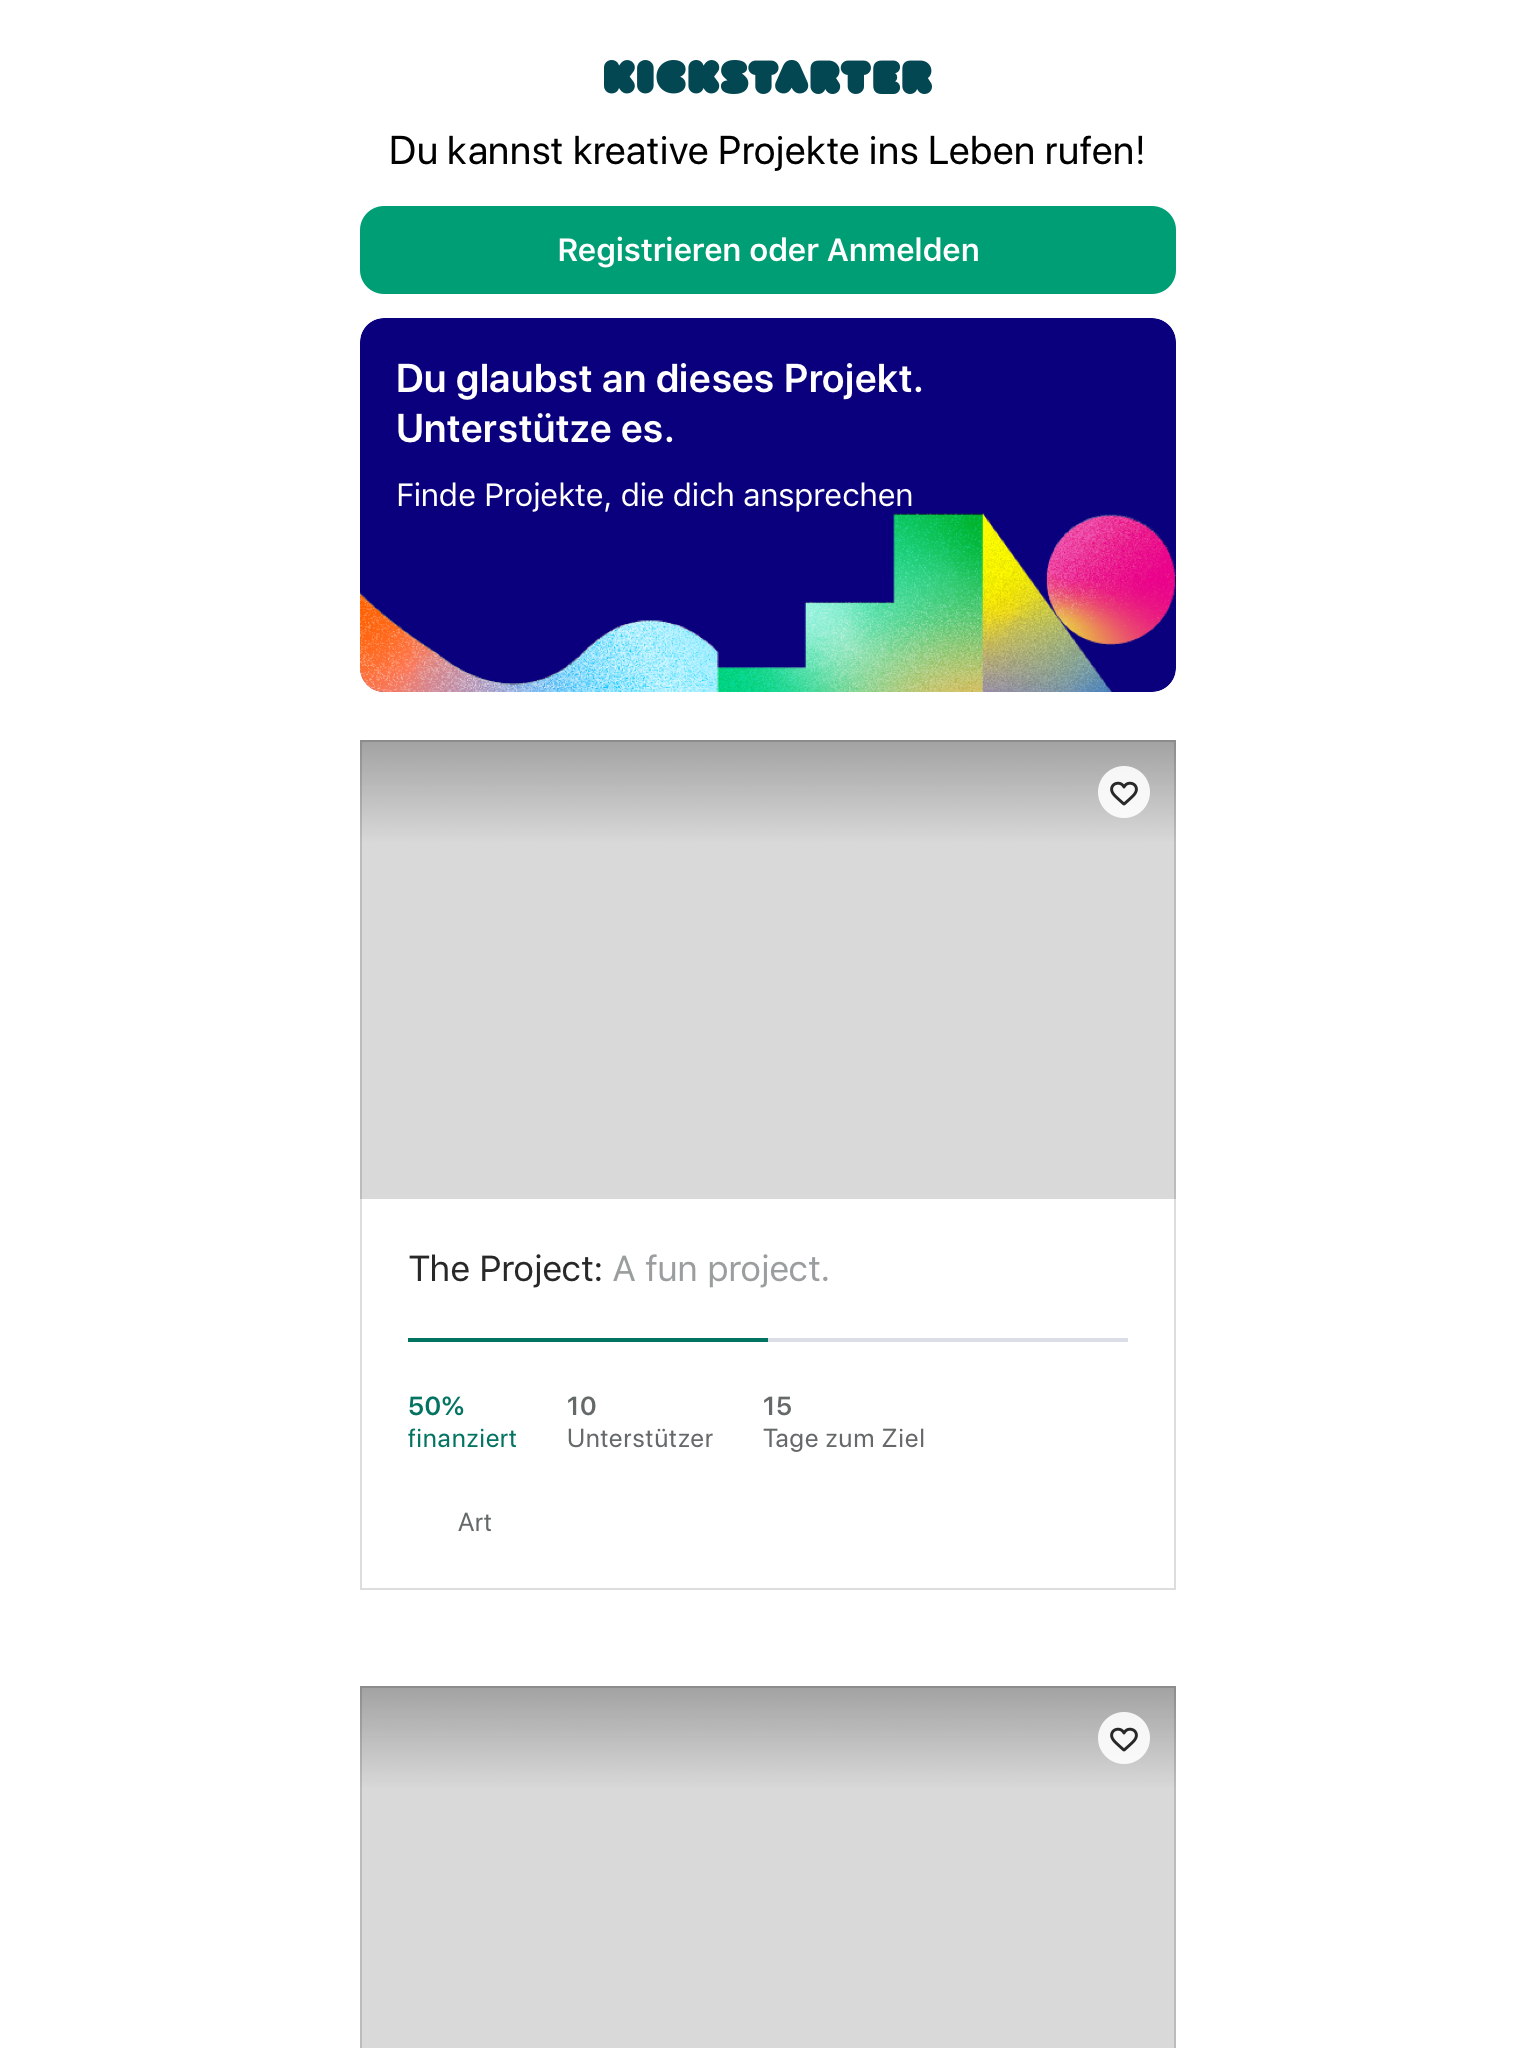 KICKSTARTER
Du kannst kreative Projekte ins Leben rufen!
Registrieren oder Anmelden
Du glaubst an dieses Projekt.
Unterstütze es.
Finde Projekte, die dich ansprechen
The Project: A fun project.
50% 10 15
finanziert Unterstützer Tage zum Ziel
Art